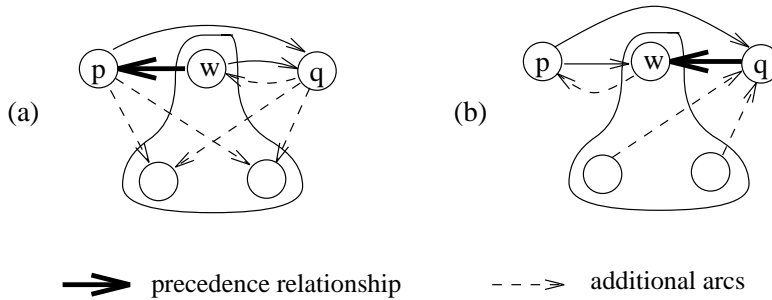 p w q
(a)
p w q
(b)
precedence relationship
additional arcs